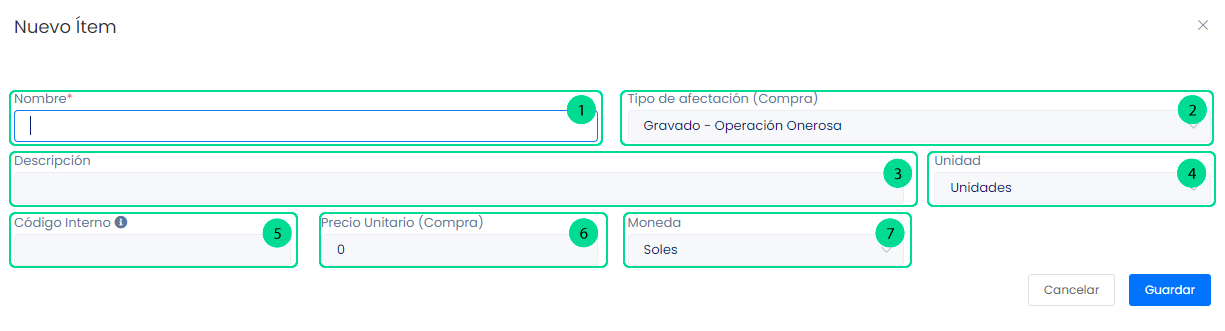 Nuevo Ítem
Nombre* 1
Tipo de afectación (Compra) 2
Gravado - Operación Onerosa
Descripción 3
Unidad 4
Unidades
Código Interno 5
Precio Unitario (Compra) 6
0
Moneda 7
Soles
Cancelar
Guardar